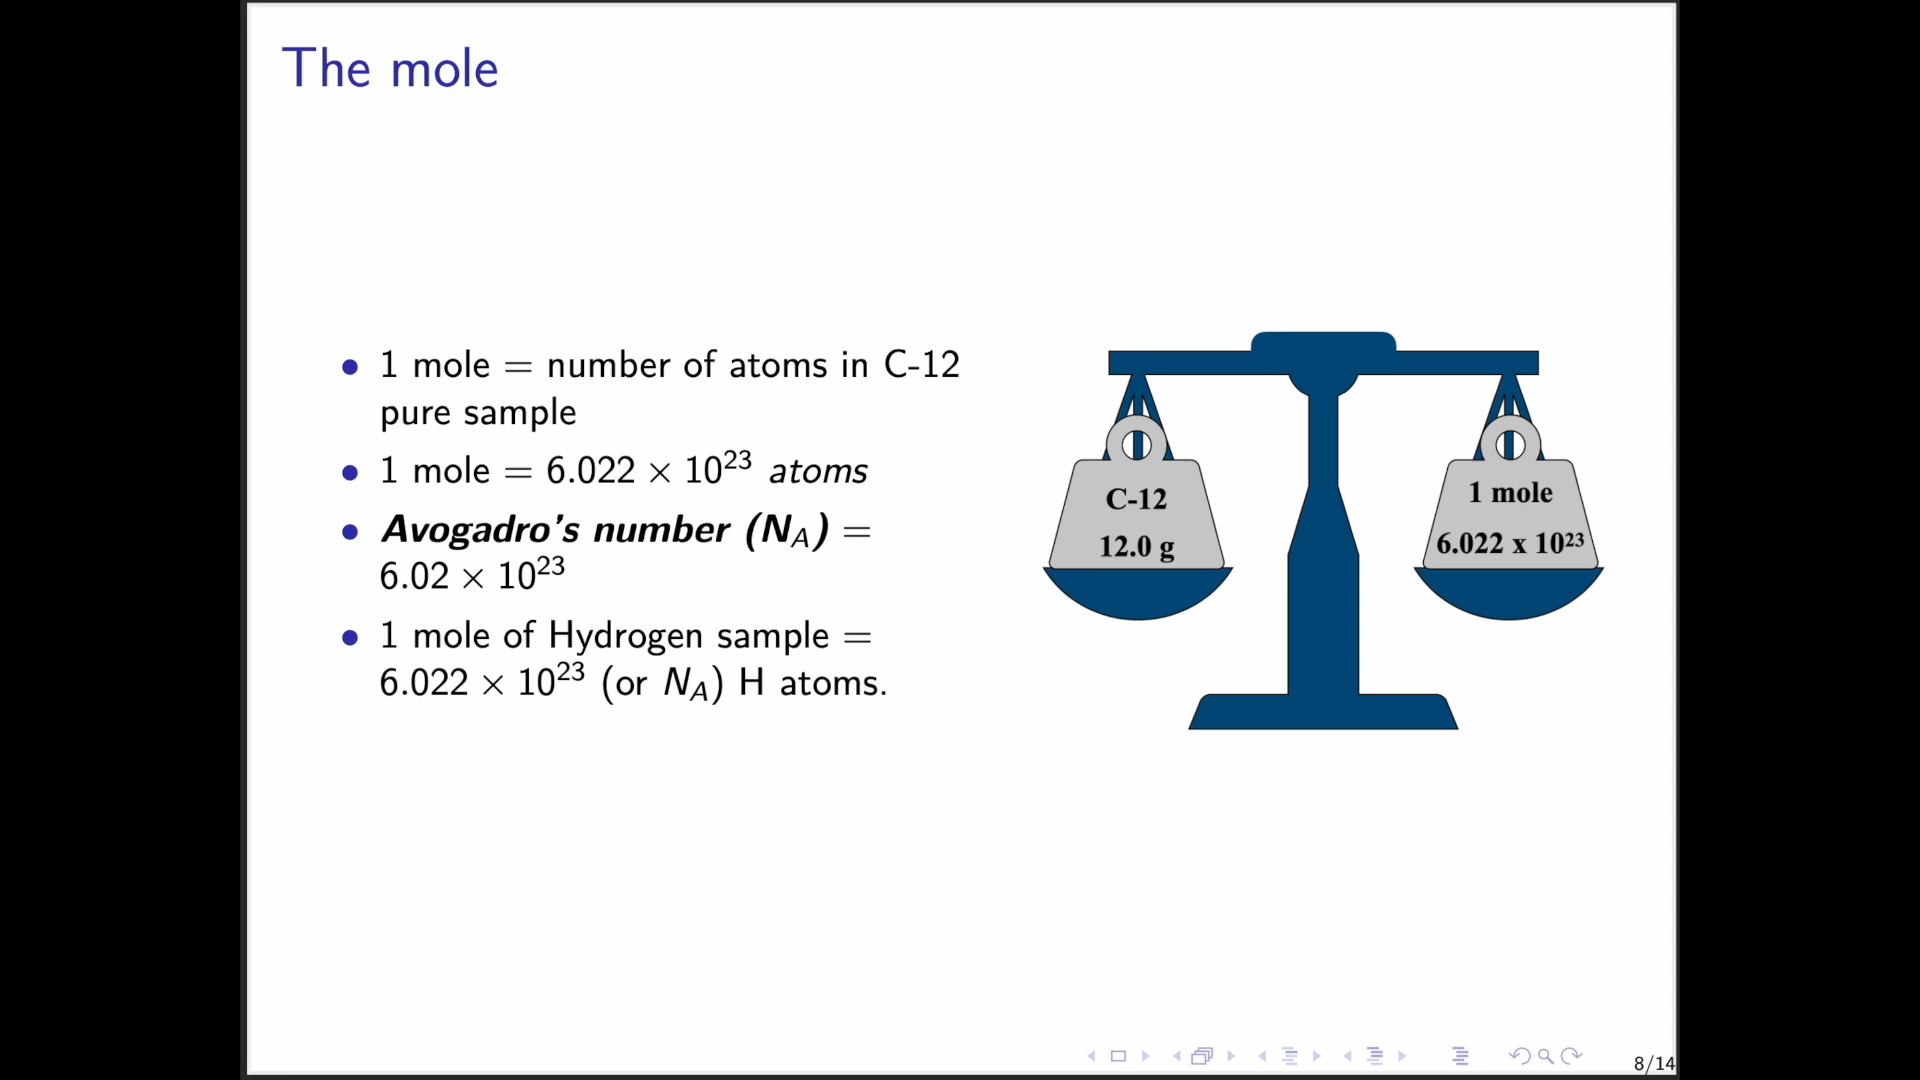 The mole
• 1 mole = number of atoms in C-12
pure sample
• 1 mole = 6.022 × 10²³ atoms
• Avogadro's number (N_A) =
6.02 × 10²³
• 1 mole of Hydrogen sample =
6.022 × 10²³ (or N_A) H atoms.
C-12
12.0 g
1 mole
6.022 x 10²³
8/14